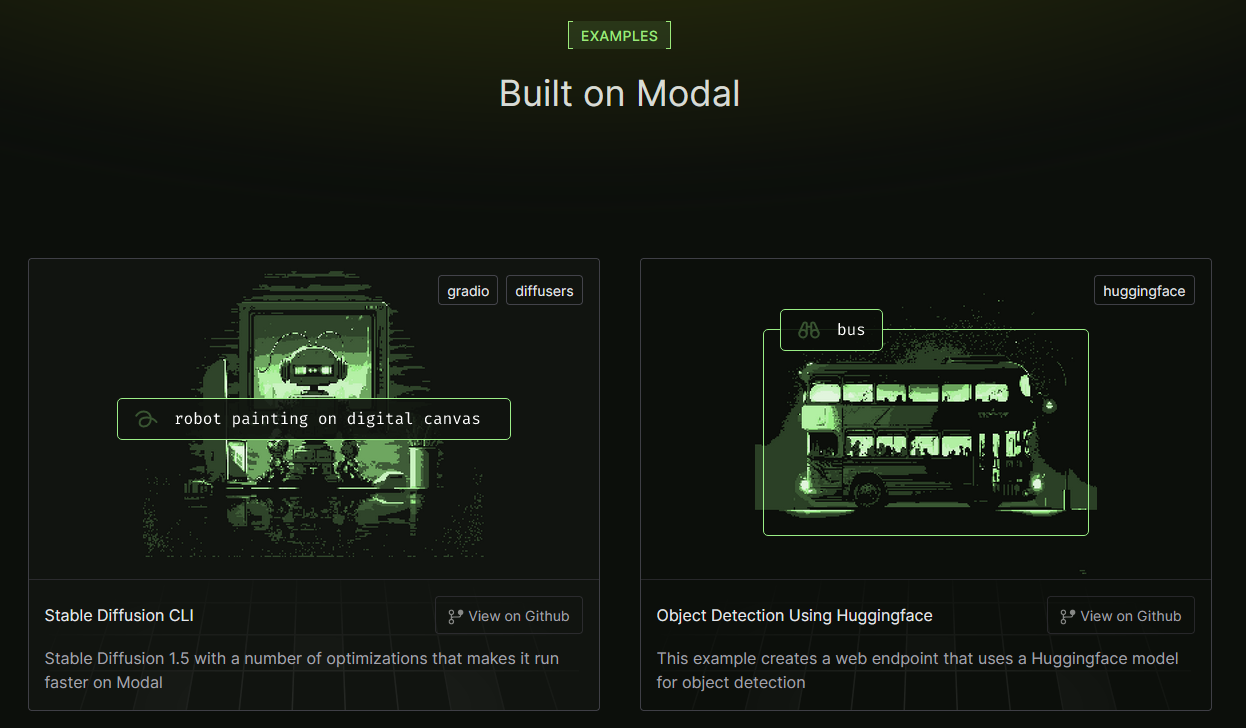 EXAMPLES
Built on Modal
gradio
diffusers
robot painting on digital canvas
Stable Diffusion CLI
View on Github
Stable Diffusion 1.5 with a number of optimizations that makes it run
faster on Modal
huggingface
bus
Object Detection Using Huggingface
View on Github
This example creates a web endpoint that uses a Huggingface model
for object detection